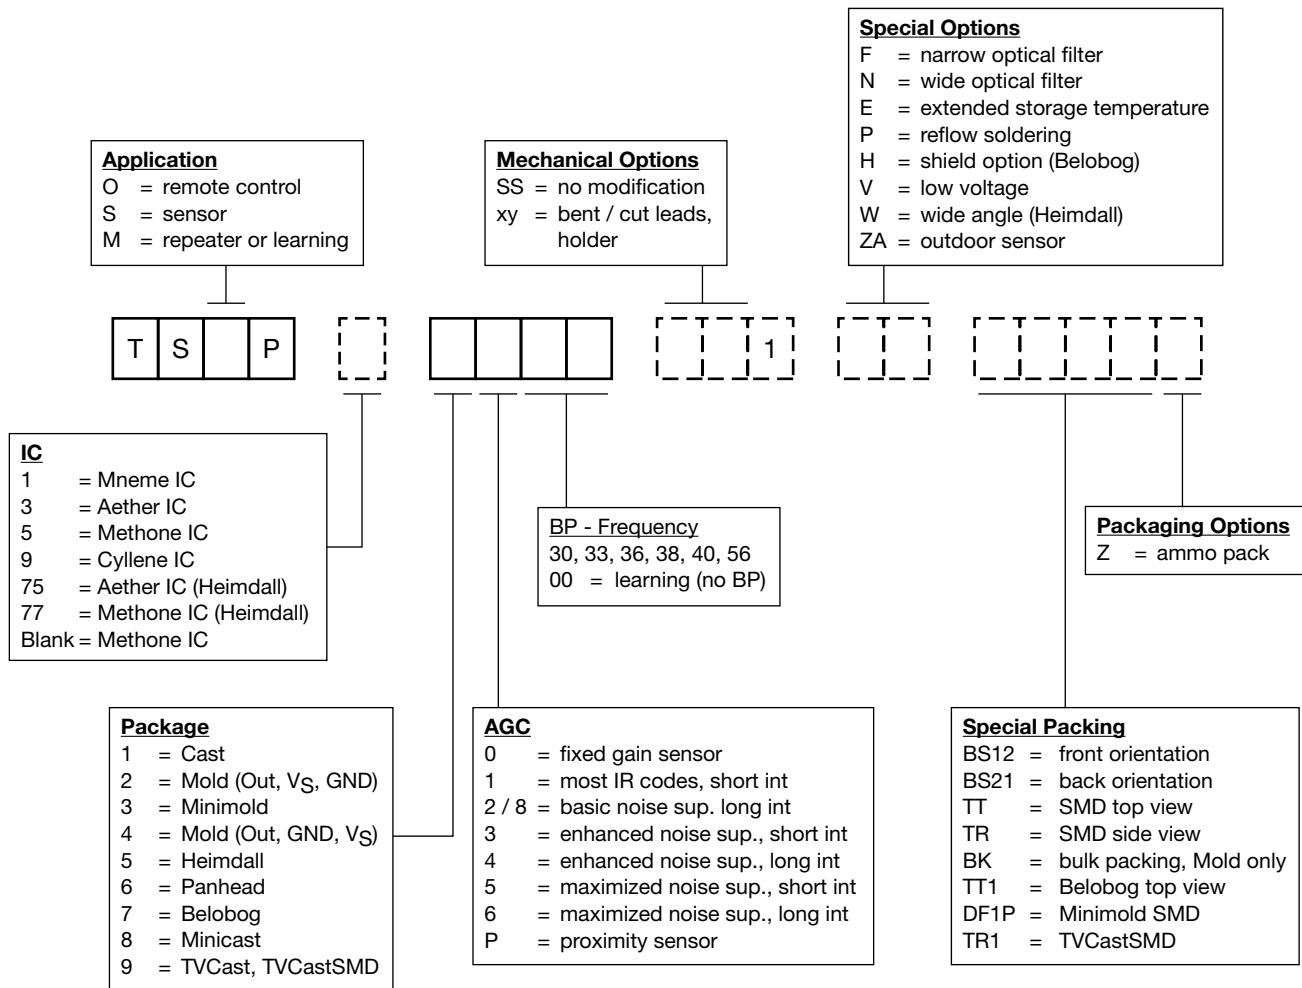 Special Options
F = narrow optical filter
N = wide optical filter
E = extended storage temperature
P = reflow soldering
H = shield option (Belobog)
V = low voltage
W = wide angle (Heimdall)
ZA = outdoor sensor
Application
O = remote control
S = sensor
M = repeater or learning
Mechanical Options
SS = no modification
xy = bent / cut leads,
holder
T S P 1
IC
1 = Mneme IC
3 = Aether IC
5 = Methone IC
9 = Cyllene IC
75 = Aether IC (Heimdall)
77 = Methone IC (Heimdall)
Blank = Methone IC
BP - Frequency
30, 33, 36, 38, 40, 56
00 = learning (no BP)
Packaging Options
Z = ammo pack
Package
1 = Cast
2 = Mold (Out, VS, GND)
3 = Minimold
4 = Mold (Out, GND, VS)
5 = Heimdall
6 = Panhead
7 = Belobog
8 = Minicast
9 = TVCast, TVCastSMD
AGC
0 = fixed gain sensor
1 = most IR codes, short int
2 / 8 = basic noise sup. long int
3 = enhanced noise sup., short int
4 = enhanced noise sup., long int
5 = maximized noise sup., short int
6 = maximized noise sup., long int
P = proximity sensor
Special Packing
BS12 = front orientation
BS21 = back orientation
TT = SMD top view
TR = SMD side view
BK = bulk packing, Mold only
TT1 = Belobog top view
DF1P = Minimold SMD
TR1 = TVCastSMD